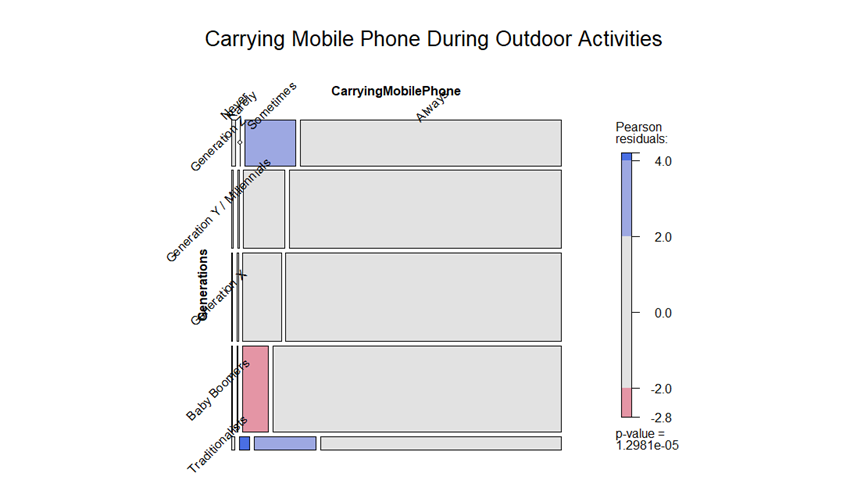 Carrying Mobile Phone During Outdoor Activities
CarryingMobilePhone
Never
Rarely
Sometimes
Always
Generations
Generation Z
Generation Y / Millennials
Generation X
Baby Boomers
Traditionalists
Pearson
residuals:
4.0
2.0
0.0
-2.0
-2.8
p-value =
1.2981e-05